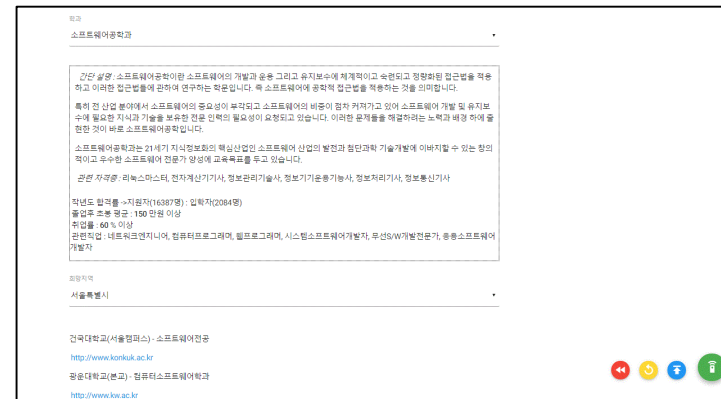 학과
소프트웨어공학과
간단 설명 : 소프트웨어공학이란 소프트웨어의 개발과 운용 그리고 유지보수에 체계적이고 숙련되고 정량화된 접근법을 적용
하고 이러한 접근법들에 관하여 연구하는 학문입니다. 즉 소프트웨어에 공학적 접근법을 적용하는 것을 의미합니다.
특히 전 산업 분야에서 소프트웨어의 중요성이 부각되고 소프트웨어의 비중이 점차 커져가고 있어 소프트웨어 개발 및 유지보
수에 필요한 지식과 기술을 보유한 전문 인력의 필요성이 요청되고 있습니다. 이러한 문제들을 해결하려는 노력과 배경 하에 출
현한 것이 바로 소프트웨어공학입니다.
소프트웨어공학과는 21세기 지식정보화의 핵심산업인 소프트웨어 산업의 발전과 첨단과학 기술개발에 이바지할 수 있는 창의
적이고 우수한 소프트웨어 전문가 양성에 교육목표를 두고 있습니다.
관련 자격증 : 리눅스마스터, 전자계산기기사, 정보관리기술사, 정보기기운용기능사, 정보처리기사, 정보통신기사
작년도 합격률 ->지원자(16387명) : 입학자(2084명)
졸업후 초봉 평균 : 150 만원 이상
취업률 : 60 % 이상
관련직업 : 네트워크엔지니어, 컴퓨터프로그래머, 웹프로그래머, 시스템소프트웨어개발자, 무선S/W개발전문가, 응용소프트웨어
개발자
희망지역
서울특별시
건국대학교(서울캠퍼스) - 소프트웨어전공
http://www.konkuk.ac.kr
광운대학교(본교) - 컴퓨터소프트웨어학과
http://www.kw.ac.kr